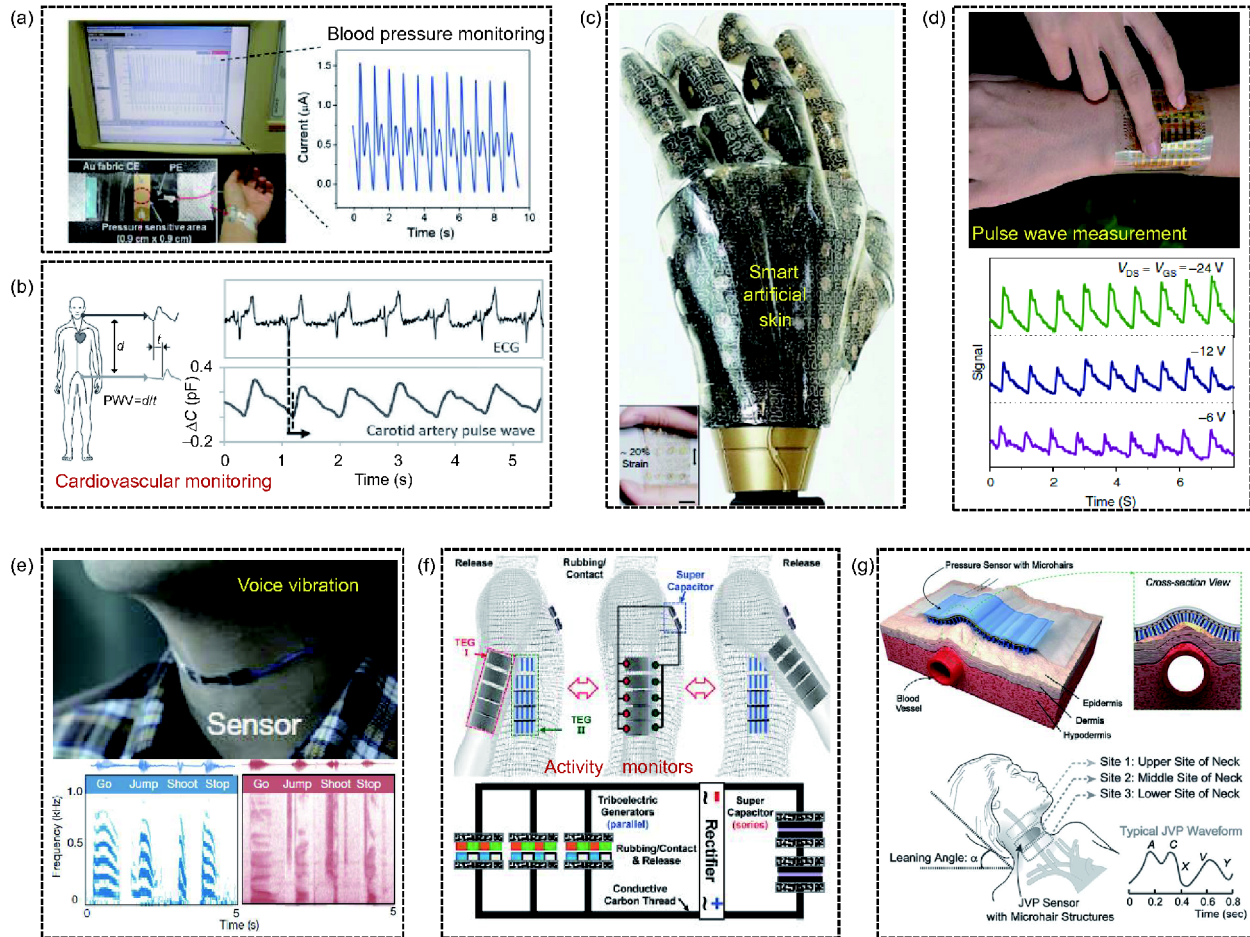 (a)
Blood pressure monitoring
Au fabric CE
PE
Pressure sensitive area
(0.9 cm x 0.9 cm)
Current (μA)
1.5
1.0
0.5
0.0
0 2 4 6 8 10
Time (s)
(b)
d
t
PWV=d/t
Cardiovascular monitoring
ECG
ΔC (pF)
0.4
−0.2
Carotid artery pulse wave
0 1 2 3 4 5
Time (s)
(c)
Smart
artificial
skin
~ 20%
Strain
(d)
Pulse wave measurement
VDS = VGS = −24 V
−12 V
−6 V
Signal
0 2 4 6
Time (S)
(e)
Voice vibration
Sensor
Go Jump Shoot Stop
Go Jump Shoot Stop
Frequency (kHz)
1.0
0.5
0
0 5
5
Time (s)
(f)
Release
Rubbing/
Contact
Release
Super
Capacitor
TEG
I
TEG
II
Activity monitors
Triboelectric
Generators
(parallel)
Rubbing/Contact
& Release
Conductive
Carbon Thread
~
Rectifier
~ +
Super
Capacitor
(series)
(g)
Pressure Sensor with Microhairs
Cross-section View
Blood
Vessel
Epidermis
Dermis
Hypodermis
Site 1: Upper Site of Neck
Site 2: Middle Site of Neck
Site 3: Lower Site of Neck
Typical JVP Waveform
A C X V Y
Leaning Angle: α
JVP Sensor
with Microhair Structures
0 0.2 0.4 0.6 0.8
Time (sec)